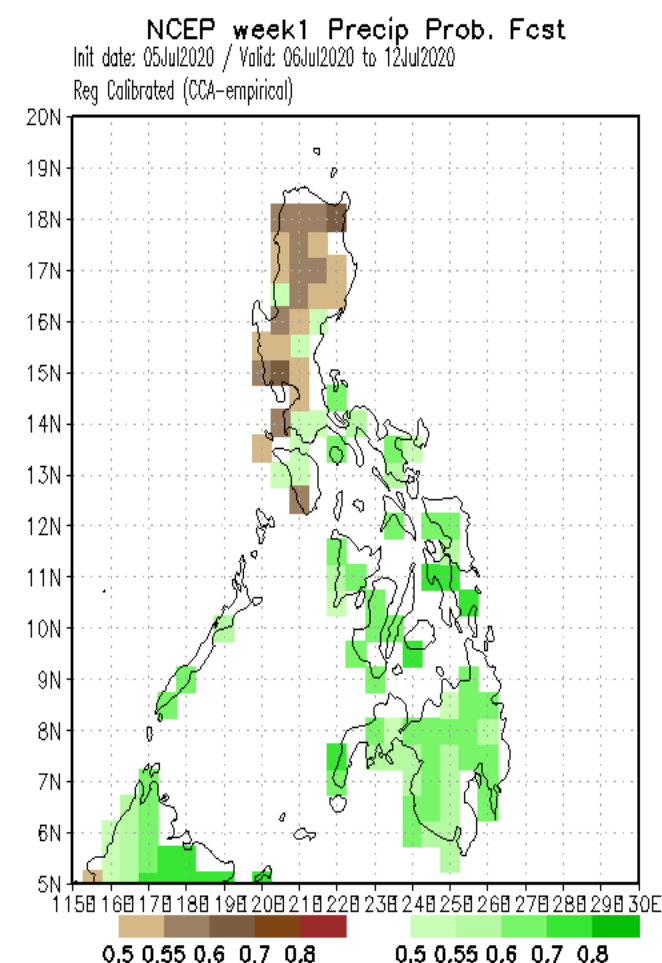 NCEP week1 Precip Prob. Fcst
Init date: 05Jul2020 / Valid: 06Jul2020 to 12Jul2020
Reg Calibrated (CCA-empirical)
20N
19N
18N
17N
16N
15N
14N
13N
12N
11N
10N
9N
8N
7N
6N
5N
115E 116E 117E 118E 119E 120E 121E 122E 123E 124E 125E 126E 127E 128E 129E 130E
0.5 0.55 0.6 0.7 0.8 0.5 0.55 0.6 0.7 0.8